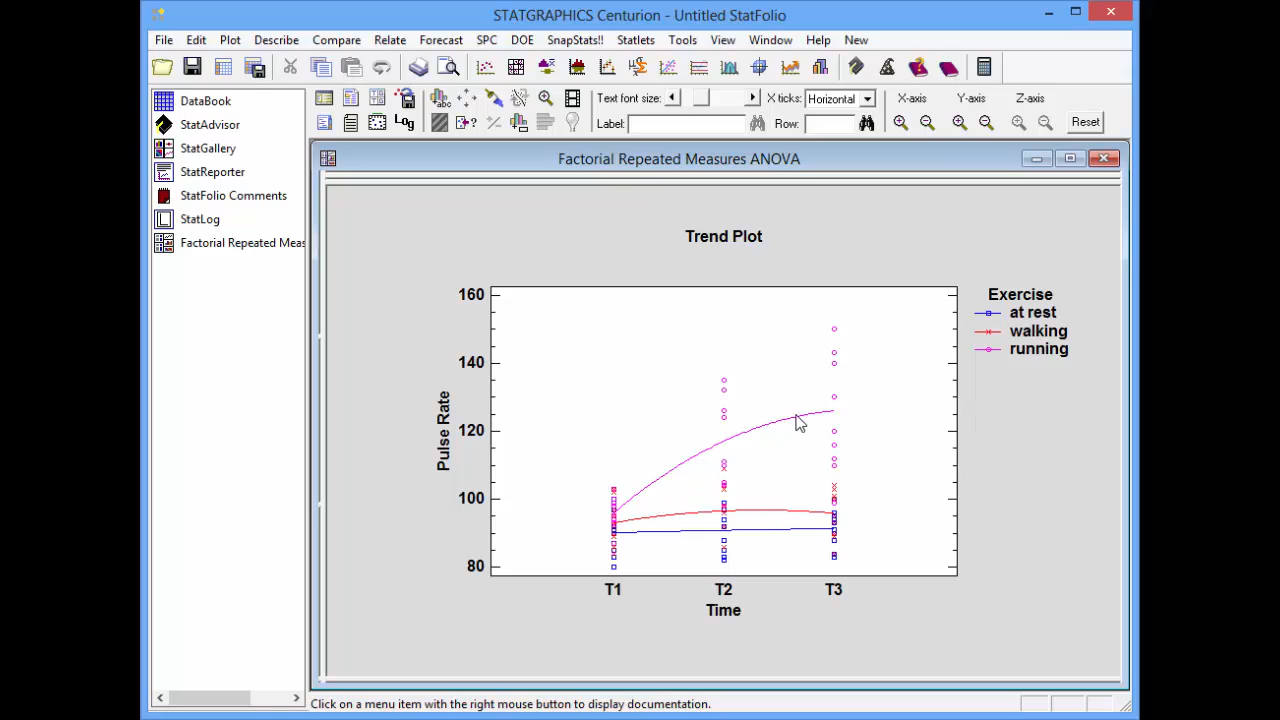 STATGRAPHICS Centurion - Untitled StatFolio
File Edit Plot Describe Compare Relate Forecast SPC DOE SnapStats!! Statlets Tools View Window Help New
Text font size: X ticks: Horizontal X-axis Y-axis Z-axis
abc Log ? Label: Row: Reset
DataBook
StatAdvisor
StatGallery
StatReporter
StatFolio Comments
StatLog
Factorial Repeated Meas
Factorial Repeated Measures ANOVA
Trend Plot
160
140
120
100
80
Pulse Rate
T1 T2 T3
Time
Exercise
at rest
walking
running
Click on a menu item with the right mouse button to display documentation.